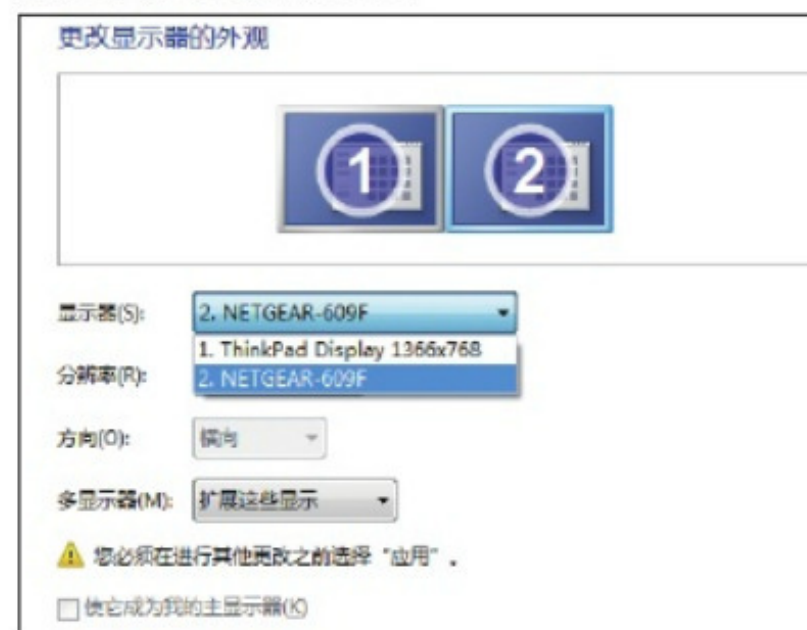 更改显示器的外观
1
2
显示器(S): 2. NETGEAR-609F
1. ThinkPad Display 1366x768
分辨率(R): 2. NETGEAR-609F
方向(O): 横向
多显示器(M): 扩展这些显示
您必须在进行其他更改之前选择“应用”。
使它成为我的主显示器(K)